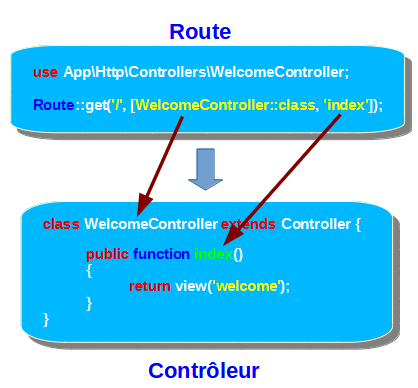 Route
use App\Http\Controllers\WelcomeController;
Route::get('/', [WelcomeController::class, 'index']);
class WelcomeController extends Controller {
public function index()
{
return view('welcome');
}
}
Contrôleur